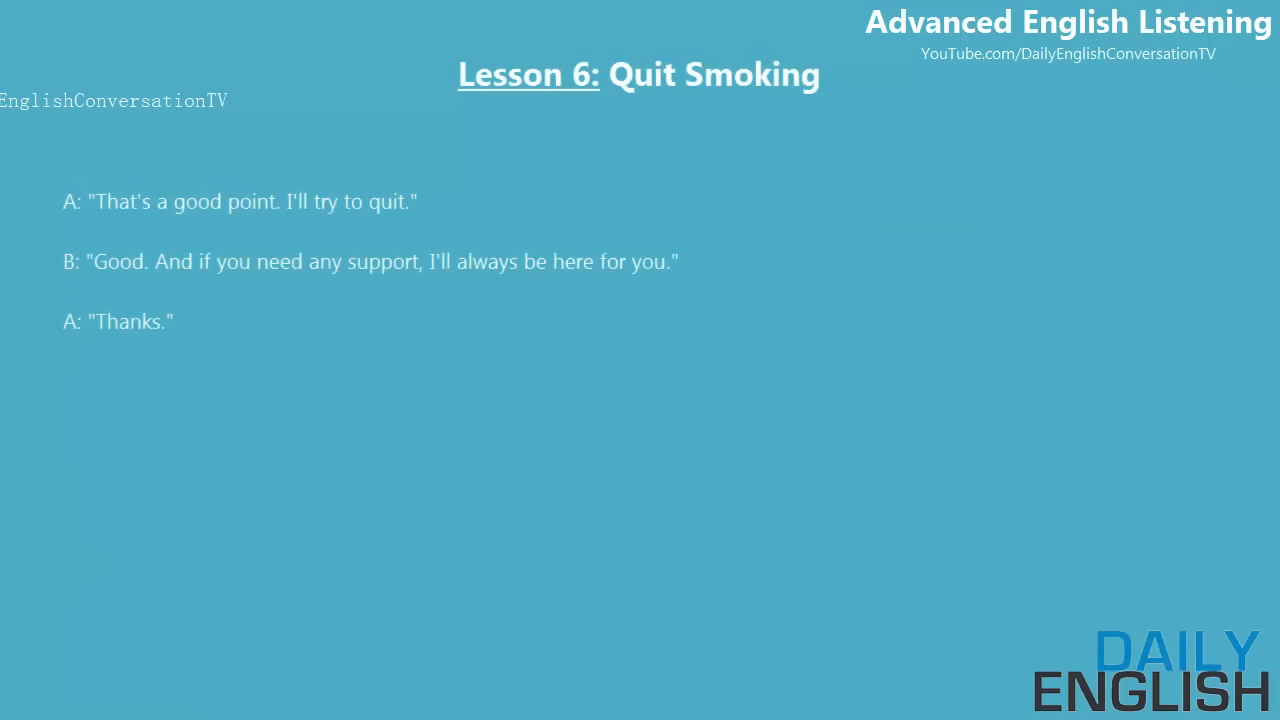 Advanced English Listening
YouTube.com/DailyEnglishConversationTV
Lesson 6: Quit Smoking
EnglishConversationTV
A: "That's a good point. I'll try to quit."
B: "Good. And if you need any support, I'll always be here for you."
A: "Thanks."
DAILY
ENGLISH